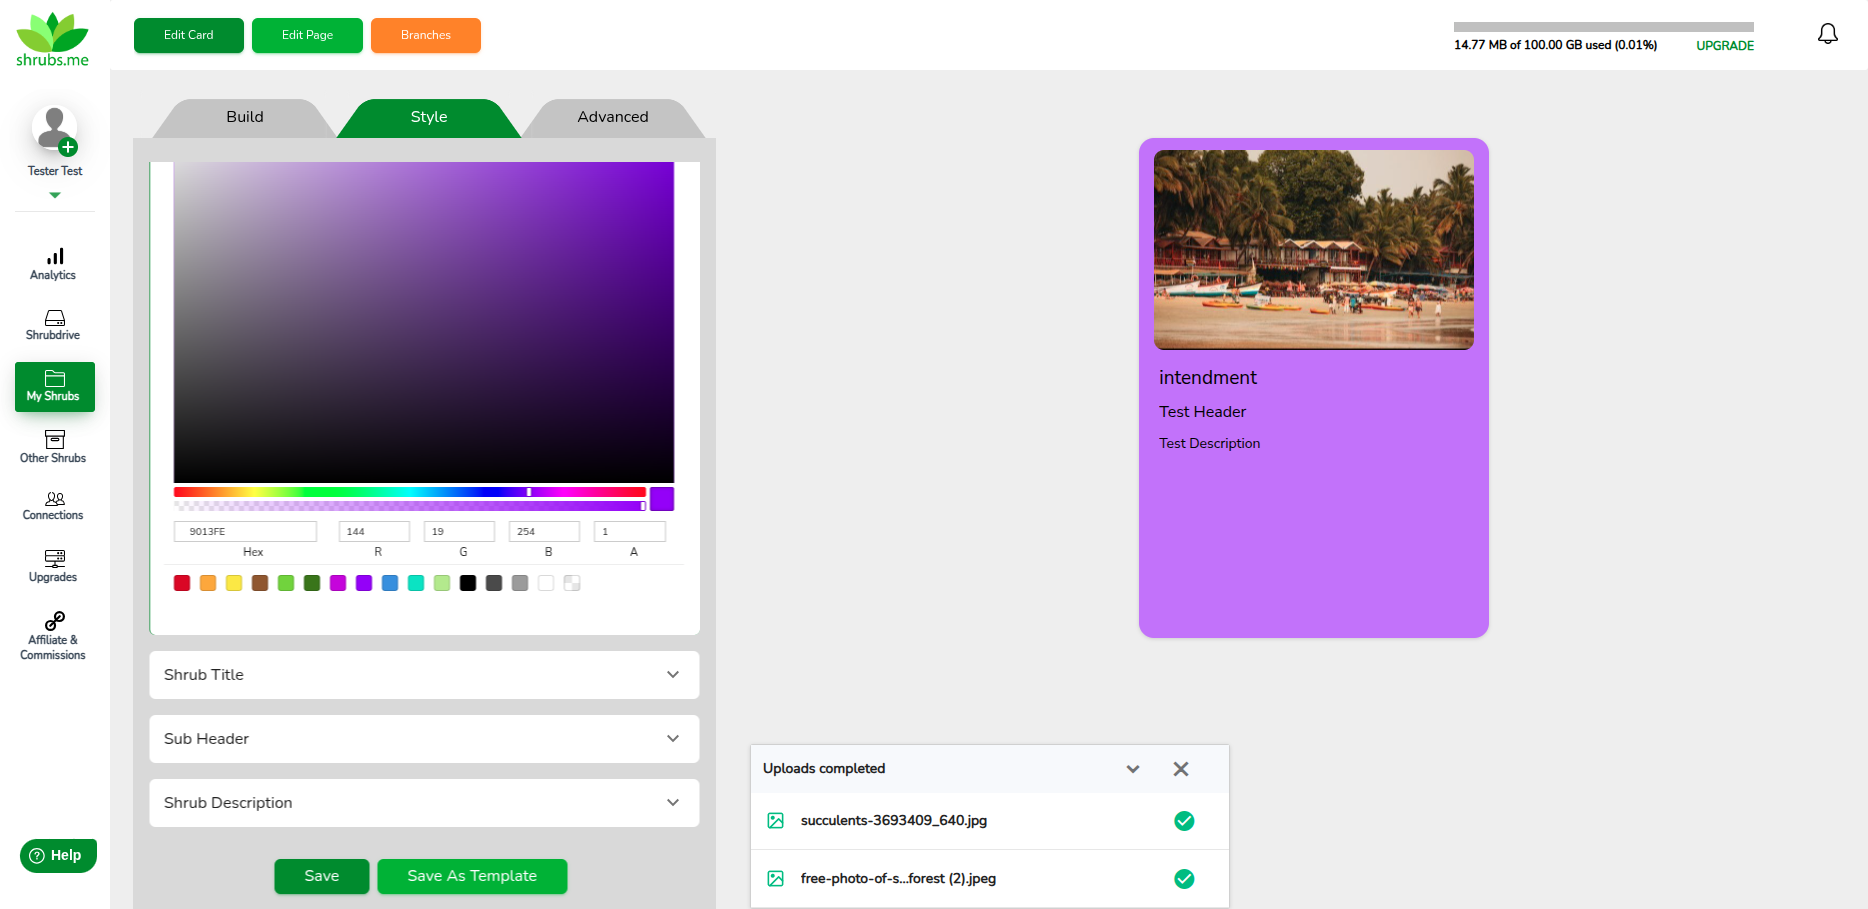 shrubs.me
Edit Card
Edit Page
Branches
14.77 MB of 100.00 GB used (0.01%)
UPGRADE
Tester Test
Analytics
Shrubdrive
My Shrubs
Other Shrubs
Connections
Upgrades
Affiliate &
Commissions
Help
Build
Style
Advanced
9013FE
144
19
254
1
Hex
R
G
B
A
Shrub Title
Sub Header
Shrub Description
Save
Save As Template
intendment
Test Header
Test Description
Uploads completed
succulents-3693409_640.jpg
free-photo-of-s...forest (2).jpeg